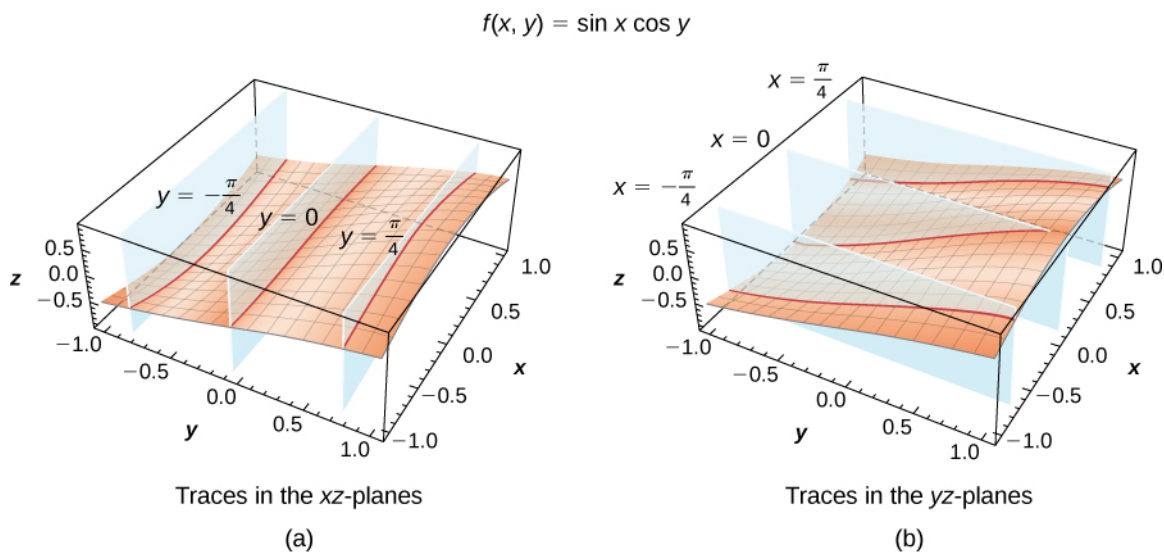 f(x, y) = sin x cos y
y = −π/4
y = 0
y = π/4
z
0.5
0.0
−0.5
−1.0
−0.5
0.0
0.5
1.0
y
1.0
0.5
0.0
−0.5
−1.0
x
Traces in the xz-planes
(a)
x = π/4
x = 0
x = −π/4
z
0.5
0.0
−0.5
−1.0
−0.5
0.0
0.5
1.0
y
1.0
0.5
0.0
−0.5
−1.0
x
Traces in the yz-planes
(b)